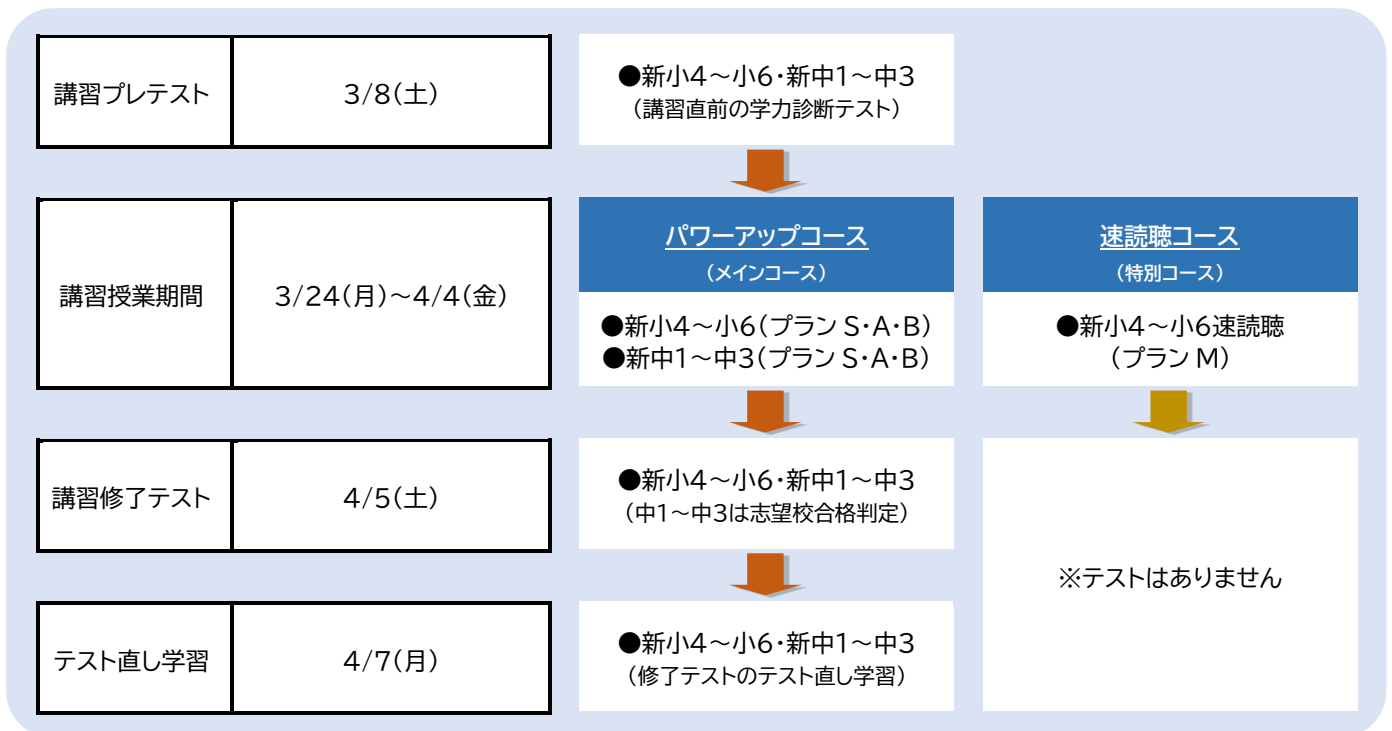 講習プレテスト
3/8(土)
●新小4～小6・新中1～中3
（講習直前の学力診断テスト）
講習授業期間
3/24(月)～4/4(金)
パワーアップコース
（メインコース）
●新小4～小6(プラン S・A・B)
●新中1～中3(プラン S・A・B)
速読聴コース
（特別コース）
●新小4～小6速読聴
(プラン M)
講習修了テスト
4/5(土)
●新小4～小6・新中1～中3
（中1～中3は志望校合格判定）
※テストはありません
テスト直し学習
4/7(月)
●新小4～小6・新中1～中3
（修了テストのテスト直し学習）